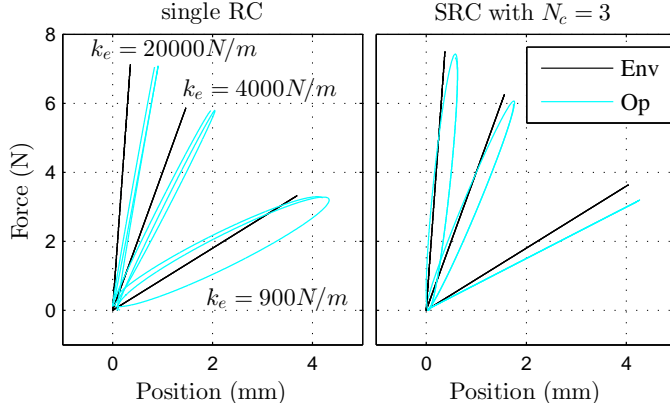 single RC
SRC with N_c = 3
8
6
4
2
0
Force (N)
k_e = 20000N/m
k_e = 4000N/m
k_e = 900N/m
Env
Op
0 2 4
0 2 4
Position (mm)
Position (mm)